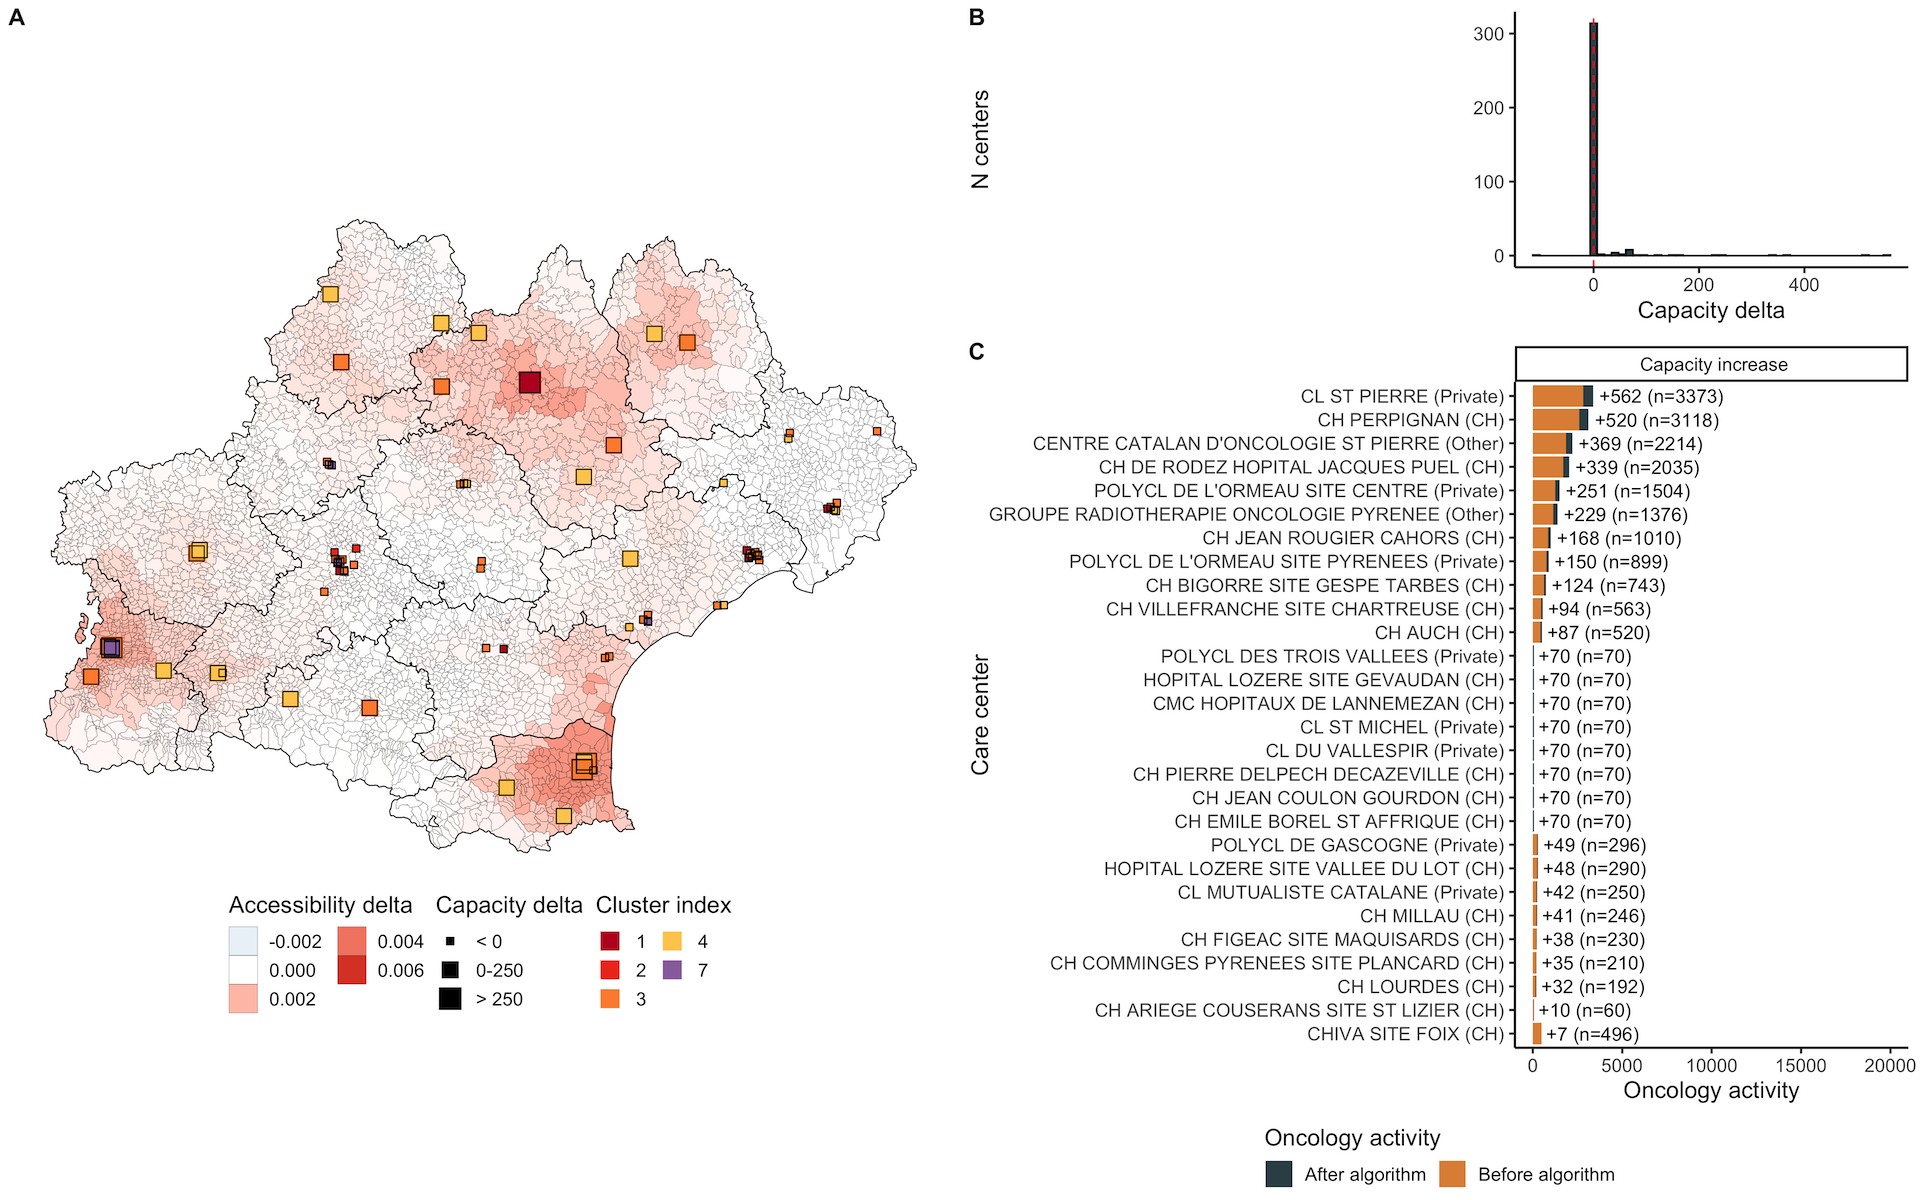 A
Accessibility delta
-0.002
0.000
0.002
0.004
0.006
Capacity delta
< 0
0-250
> 250
Cluster index
1
2
3
4
7
B
N centers
300
200
100
0
0
200
400
Capacity delta
C
Capacity increase
Care center
CL ST PIERRE (Private) +562 (n=3373)
CH PERPIGNAN (CH) +520 (n=3118)
CENTRE CATALAN D'ONCOLOGIE ST PIERRE (Other) +369 (n=2214)
CH DE RODEZ HOPITAL JACQUES PUEL (CH) +339 (n=2035)
POLYCL DE L'ORMEAU SITE CENTRE (Private) +251 (n=1504)
GROUPE RADIOTHERAPIE ONCOLOGIE PYRENEE (Other) +229 (n=1376)
CH JEAN ROUGIER CAHORS (CH) +168 (n=1010)
POLYCL DE L'ORMEAU SITE PYRENEES (Private) +150 (n=899)
CH BIGORRE SITE GESPE TARBES (CH) +124 (n=743)
CH VILLEFRANCHE SITE CHARTREUSE (CH) +94 (n=563)
CH AUCH (CH) +87 (n=520)
POLYCL DES TROIS VALLEES (Private) +70 (n=70)
HOPITAL LOZERE SITE GEVAUDAN (CH) +70 (n=70)
CMC HOPITAUX DE LANNEMEZAN (CH) +70 (n=70)
CL ST MICHEL (Private) +70 (n=70)
CL DU VALLESPIR (Private) +70 (n=70)
CH PIERRE DELPECH DECAZEVILLE (CH) +70 (n=70)
CH JEAN COULON GOURDON (CH) +70 (n=70)
CH EMILE BOREL ST AFFRIQUE (CH) +70 (n=70)
POLYCL DE GASCOGNE (Private) +49 (n=296)
HOPITAL LOZERE SITE VALLEE DU LOT (CH) +48 (n=290)
CL MUTUALISTE CATALANE (Private) +42 (n=250)
CH MILLAU (CH) +41 (n=246)
CH FIGEAC SITE MAQUISARDS (CH) +38 (n=230)
CH COMMINGES PYRENEES SITE PLANCARD (CH) +35 (n=210)
CH LOURDES (CH) +32 (n=192)
CH ARIEGE COUSERANS SITE ST LIZIER (CH) +10 (n=60)
CHIVA SITE FOIX (CH) +7 (n=496)
0
5000
10000
15000
20000
Oncology activity
Oncology activity
After algorithm
Before algorithm